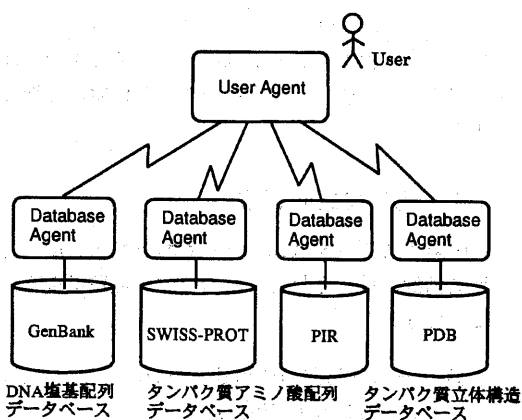 User
User Agent
Database
Agent
Database
Agent
Database
Agent
Database
Agent
GenBank
SWISS-PROT
PIR
PDB
DNA塩基配列
データベース
タンパク質アミノ酸配列
データベース
タンパク質立体構造
データベース